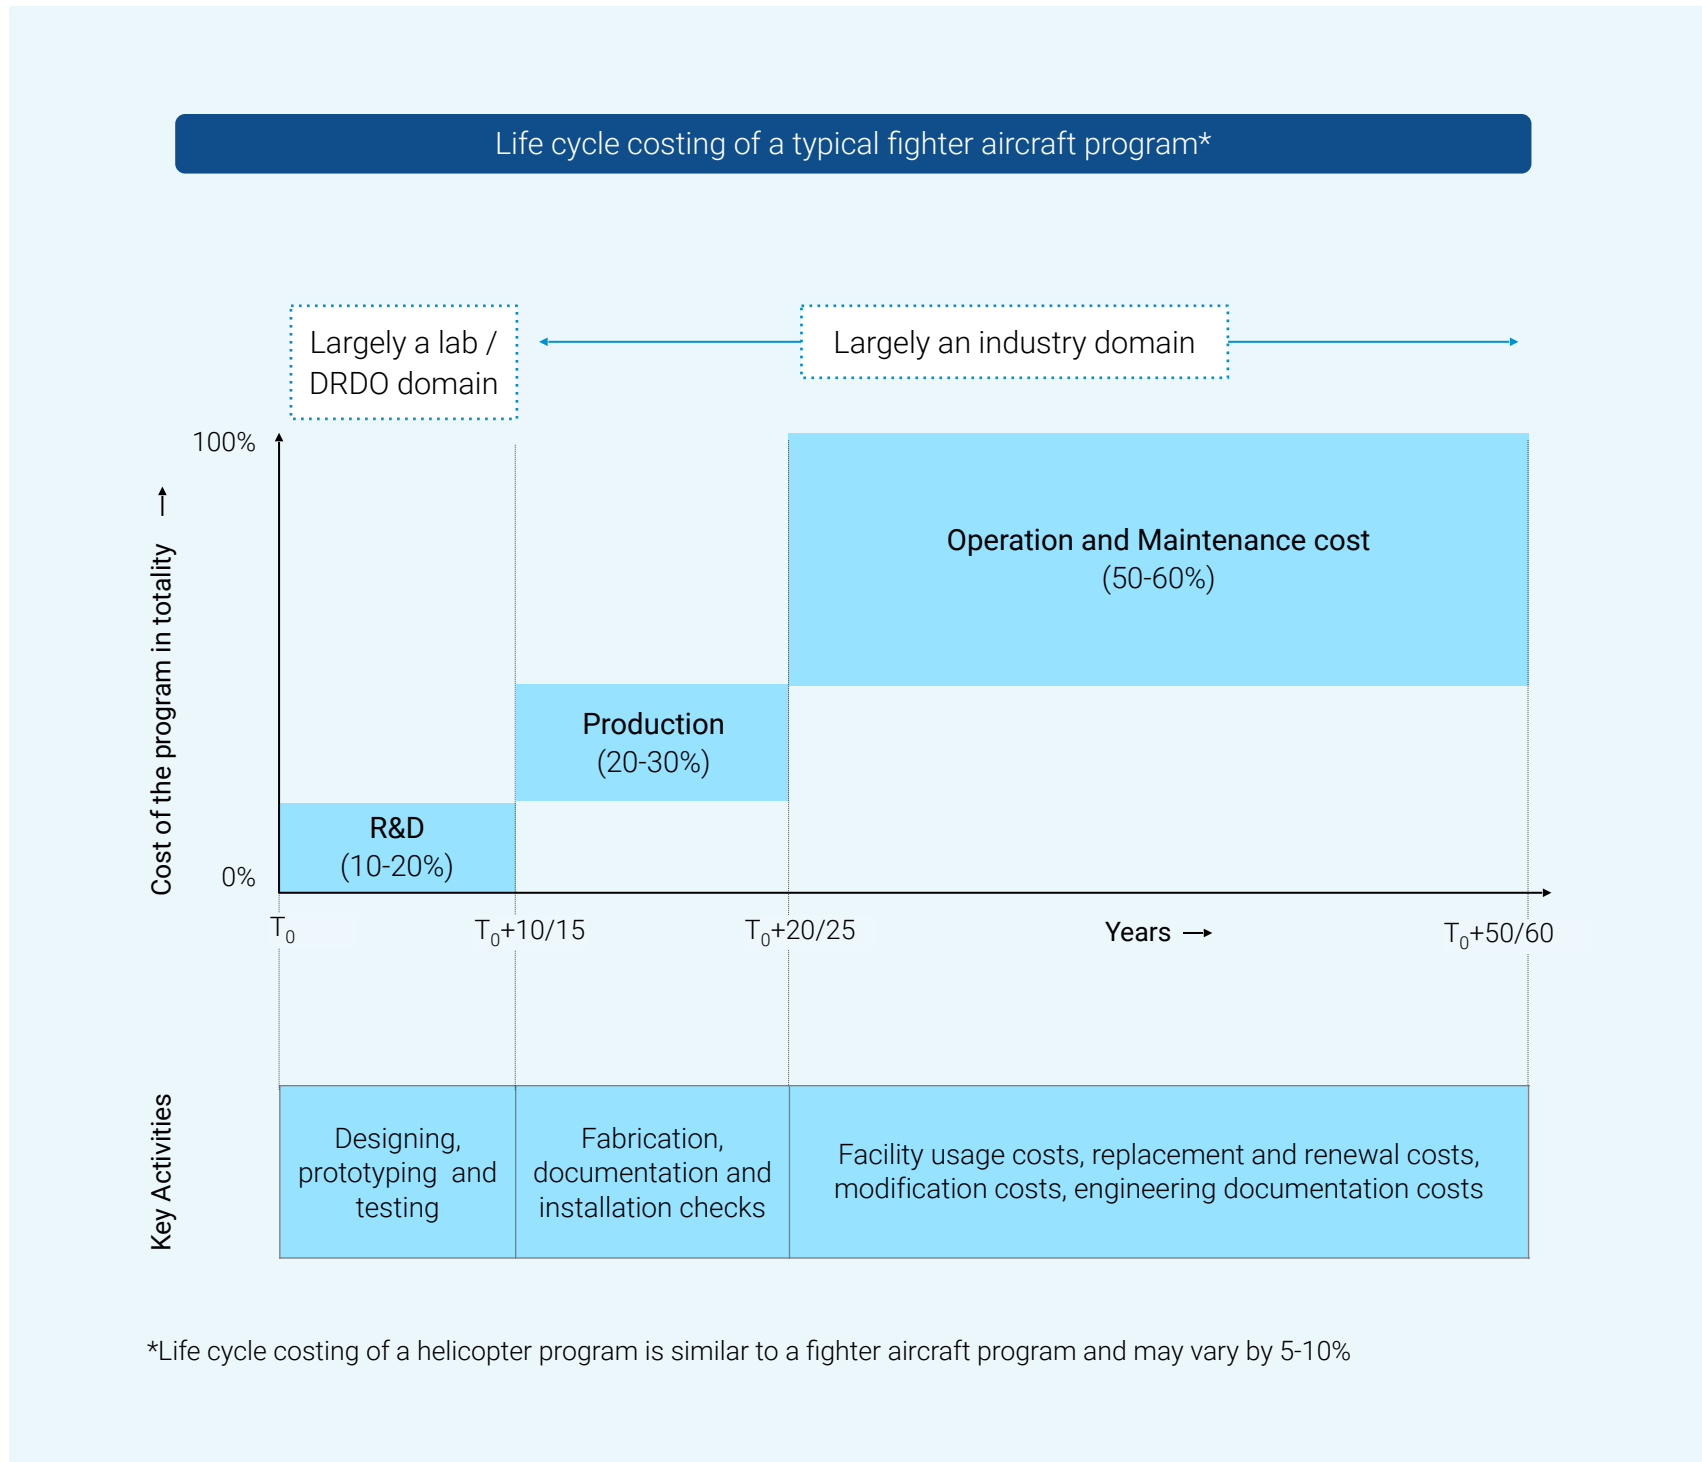 Life cycle costing of a typical fighter aircraft program*
Largely a lab /
DRDO domain
Largely an industry domain
100%
0%
Cost of the program in totality
Operation and Maintenance cost
(50-60%)
Production
(20-30%)
R&D
(10-20%)
T₀
T₀+10/15
T₀+20/25
Years
T₀+50/60
Key Activities
Designing,
prototyping and
testing
Fabrication,
documentation and
installation checks
Facility usage costs, replacement and renewal costs,
modification costs, engineering documentation costs
*Life cycle costing of a helicopter program is similar to a fighter aircraft program and may vary by 5-10%